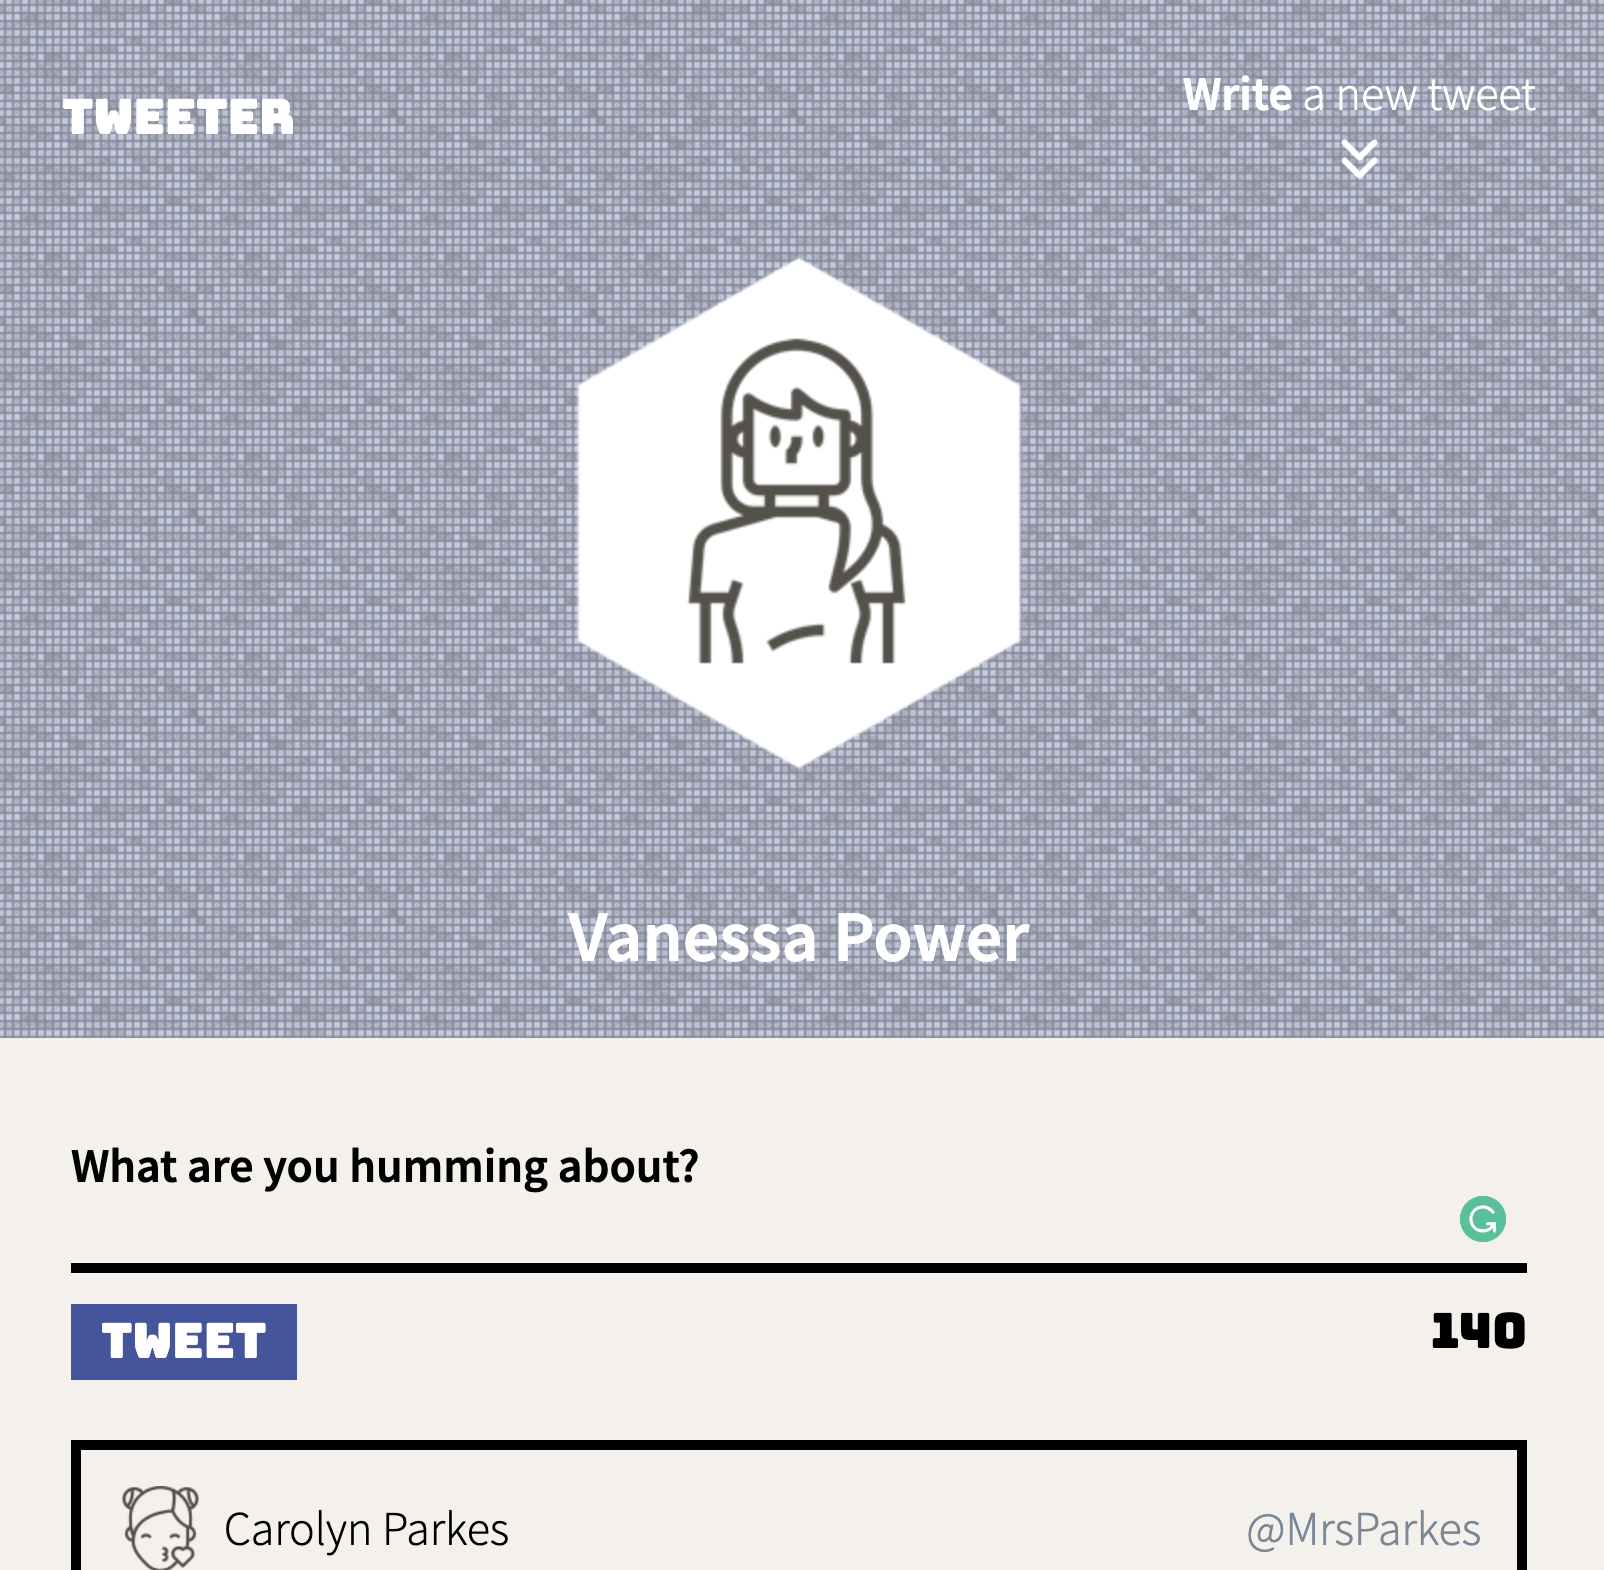 TWEETER
Write a new tweet
Vanessa Power
What are you humming about?
TWEET
140
Carolyn Parkes
@MrsParkes